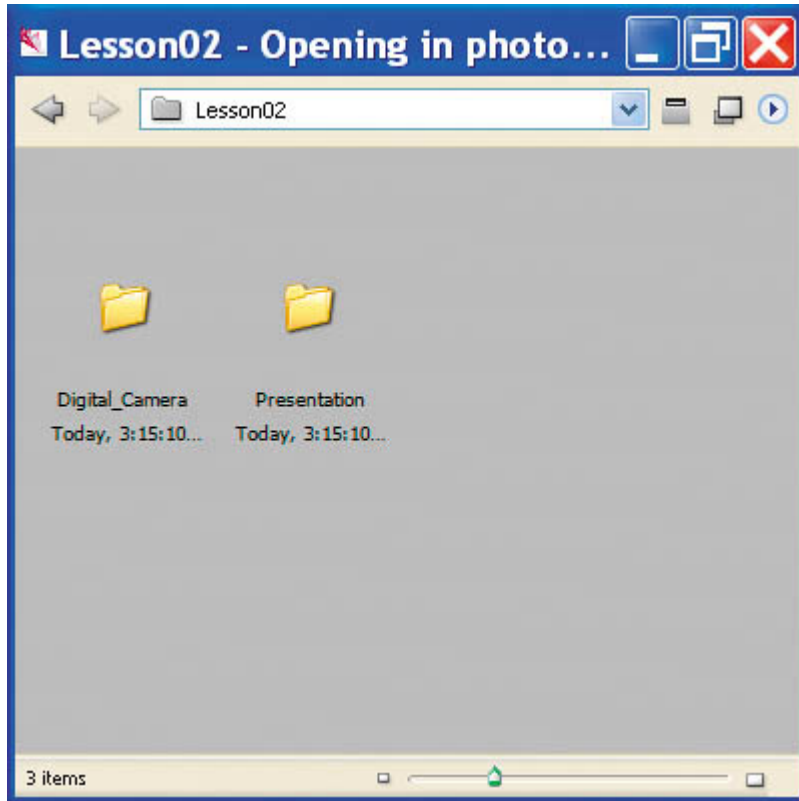 Lesson02 - Opening in photo...
Lesson02
Digital_Camera Presentation
Today, 3:15:10... Today, 3:15:10...
3 items